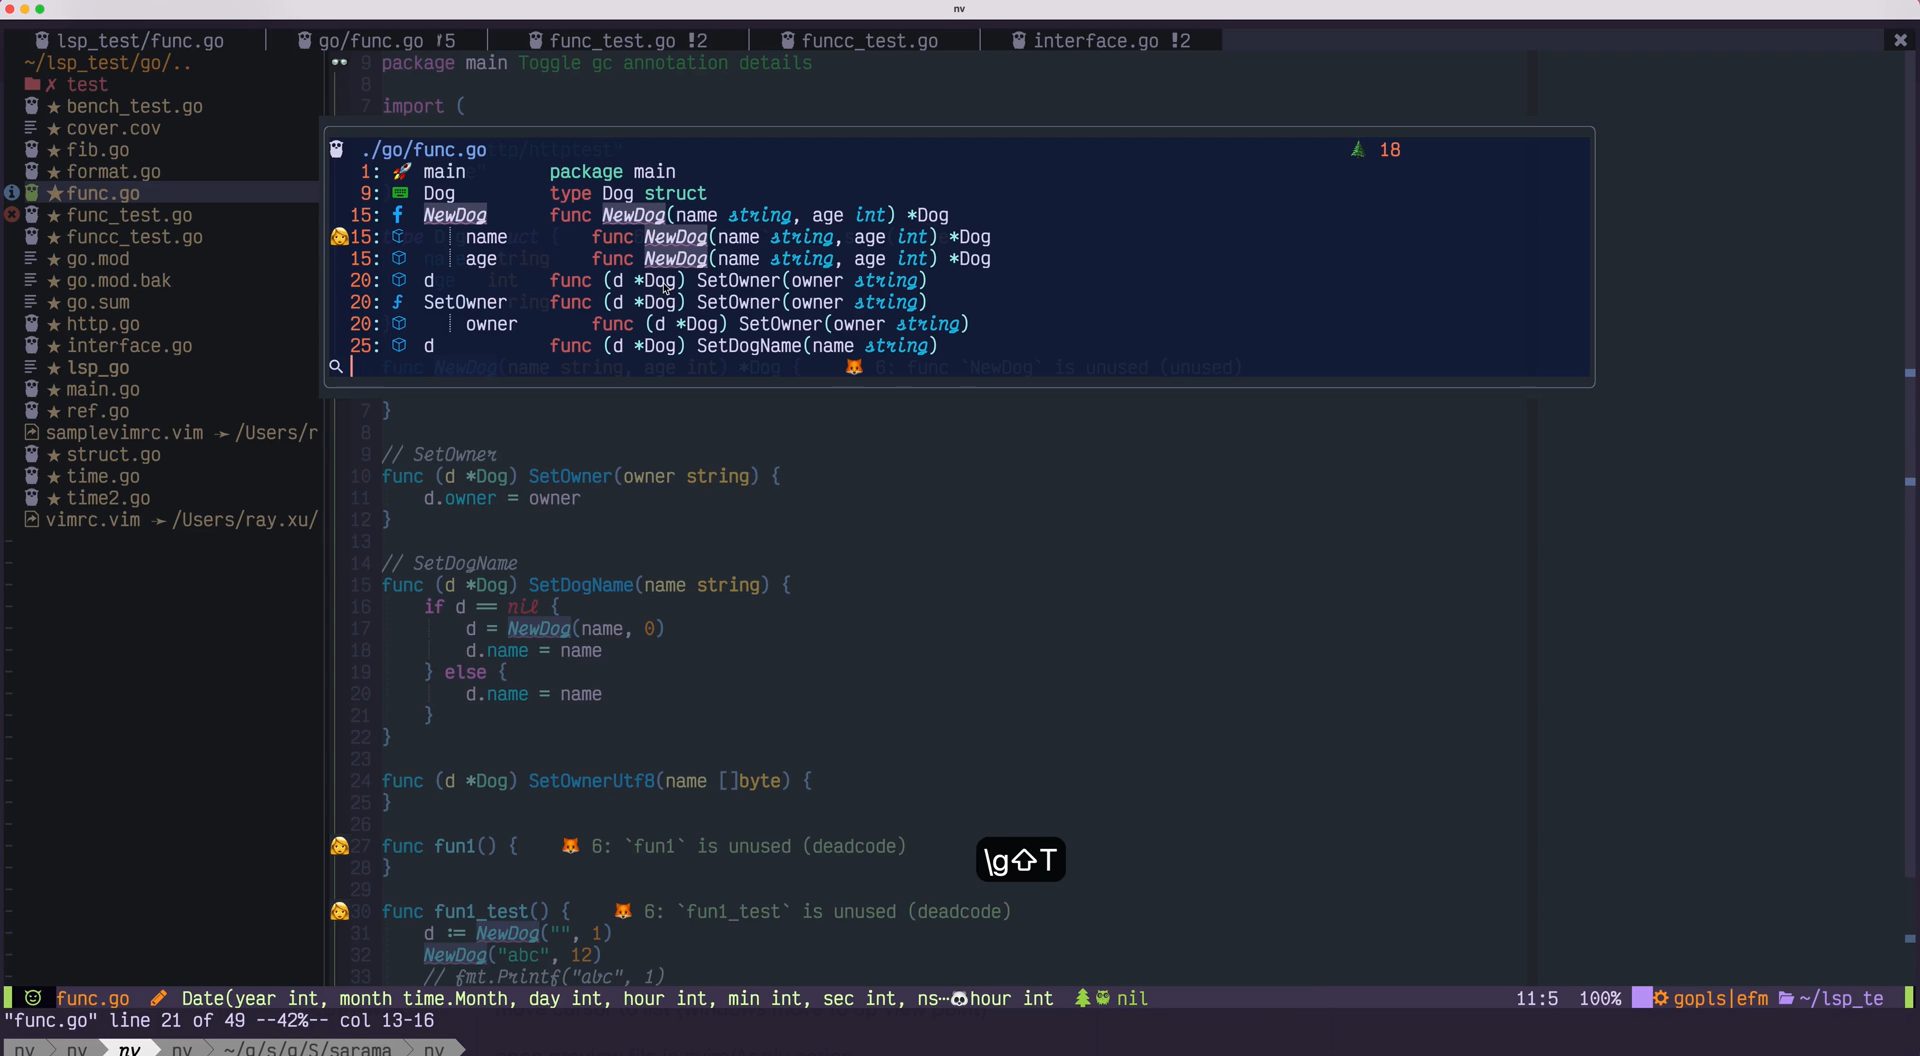 nv
lsp_test/func.go
go/func.go 5
func_test.go !2
funcc_test.go
interface.go !2
~/lsp_test/go/..
✗ test
★ bench_test.go
★ cover.cov
★ fib.go
★ format.go
★ func.go
★ func_test.go
★ funcc_test.go
★ go.mod
★ go.mod.bak
★ go.sum
★ http.go
★ interface.go
★ lsp_go
★ main.go
★ ref.go
samplevimrc.vim → /Users/r
★ struct.go
★ time.go
★ time2.go
vimrc.vim → /Users/ray.xu/
9 package main Toggle gc annotation details
8
7 import (
./go/func.go 18
1: main package main
9: Dog type Dog struct
15: NewDog func NewDog(name string, age int) *Dog
15: name func NewDog(name string, age int) *Dog
15: age func NewDog(name string, age int) *Dog
20: d func (d *Dog) SetOwner(owner string)
20: SetOwner func (d *Dog) SetOwner(owner string)
20: owner func (d *Dog) SetOwner(owner string)
25: d func (d *Dog) SetDogName(name string)
func NewDog(name string, age int) *Dog { 6: func `NewDog` is unused (unused)
7 }
8
9 // SetOwner
10 func (d *Dog) SetOwner(owner string) {
11 d.owner = owner
12 }
13
14 // SetDogName
15 func (d *Dog) SetDogName(name string) {
16 if d == nil {
17 d = NewDog(name, 0)
18 d.name = name
19 } else {
20 d.name = name
21 }
22 }
23
24 func (d *Dog) SetOwnerUtf8(name []byte) {
25 }
26
27 func fun1() { 6: `fun1` is unused (deadcode)
28 }
29
30 func fun1_test() { 6: `fun1_test` is unused (deadcode)
31 d := NewDog("", 1)
32 NewDog("abc", 12)
33 // fmt.Printf("abc", 1)
\g⇧T
func.go Date(year int, month time.Month, day int, hour int, min int, sec int, ns…hour int nil 11:5 100% gopls|efm ~/lsp_te
"func.go" line 21 of 49 --42%-- col 13-16
nv nv nv nv ~/g/s/g/S/sarama nv